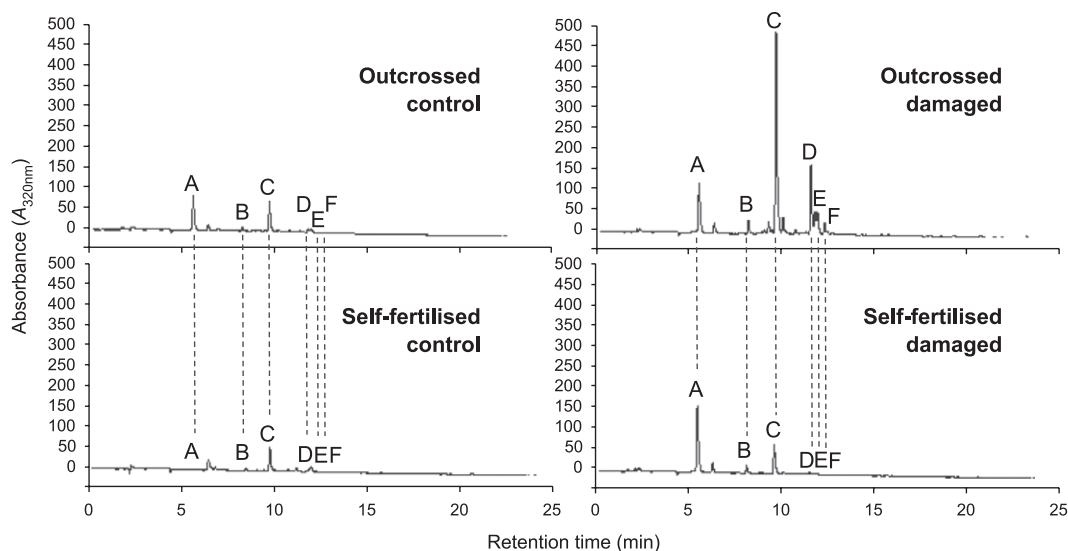 500
450
400
350
300
250
200
150
100
50
0
A
B
C
D
E
F
Outcrossed
control
500
450
400
350
300
250
200
150
100
50
0
A
B
C
D
E
F
Outcrossed
damaged
Absorbance (A320nm)
500
450
400
350
300
250
200
150
100
50
0
A
B
C
DEF
Self-fertilised
control
0 5 10 15 20 25
500
450
400
350
300
250
200
150
100
50
0
A
B
C
DEF
Self-fertilised
damaged
0 5 10 15 20 25
Retention time (min)